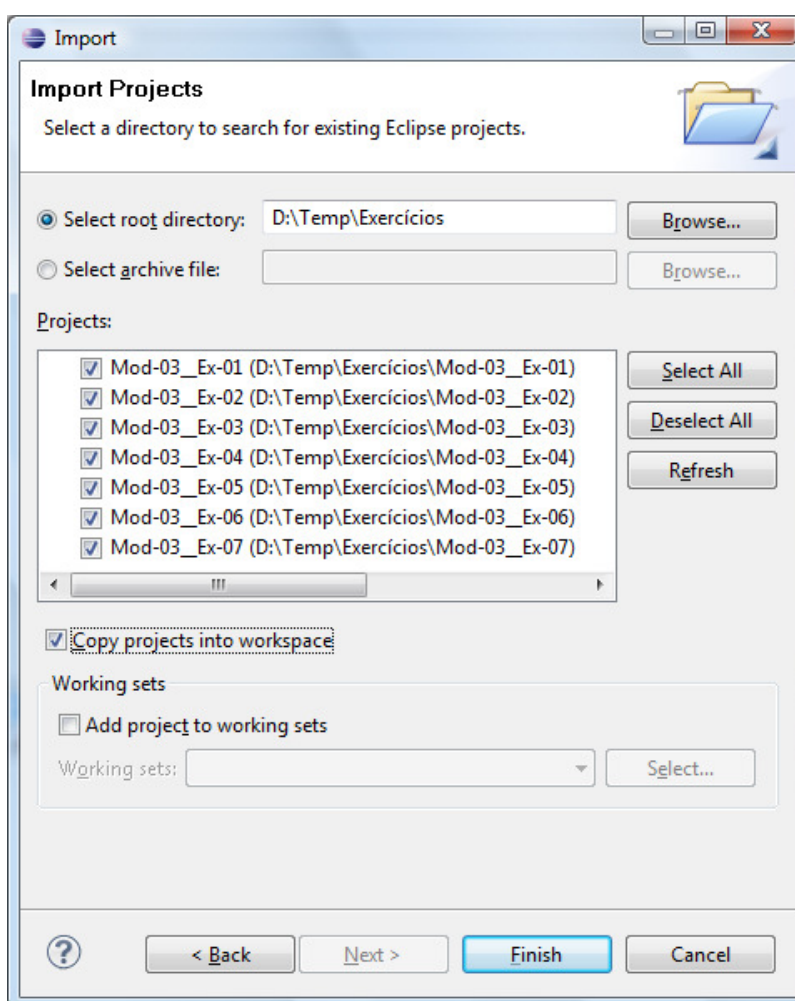 Import
Import Projects
Select a directory to search for existing Eclipse projects.
Select root directory: D:\Temp\Exercícios Browse...
Select archive file: Browse...
Projects:
Mod-03__Ex-01 (D:\Temp\Exercícios\Mod-03__Ex-01)
Mod-03__Ex-02 (D:\Temp\Exercícios\Mod-03__Ex-02)
Mod-03__Ex-03 (D:\Temp\Exercícios\Mod-03__Ex-03)
Mod-03__Ex-04 (D:\Temp\Exercícios\Mod-03__Ex-04)
Mod-03__Ex-05 (D:\Temp\Exercícios\Mod-03__Ex-05)
Mod-03__Ex-06 (D:\Temp\Exercícios\Mod-03__Ex-06)
Mod-03__Ex-07 (D:\Temp\Exercícios\Mod-03__Ex-07)
Select All
Deselect All
Refresh
Copy projects into workspace
Working sets
Add project to working sets
Working sets: Select...
? < Back Next > Finish Cancel